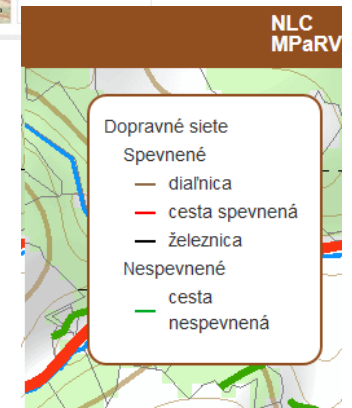 NLC
MPaRV
Dopravné siete
Spevnené
diaľnica
cesta spevnená
železnica
Nespevnené
cesta
nespevnená